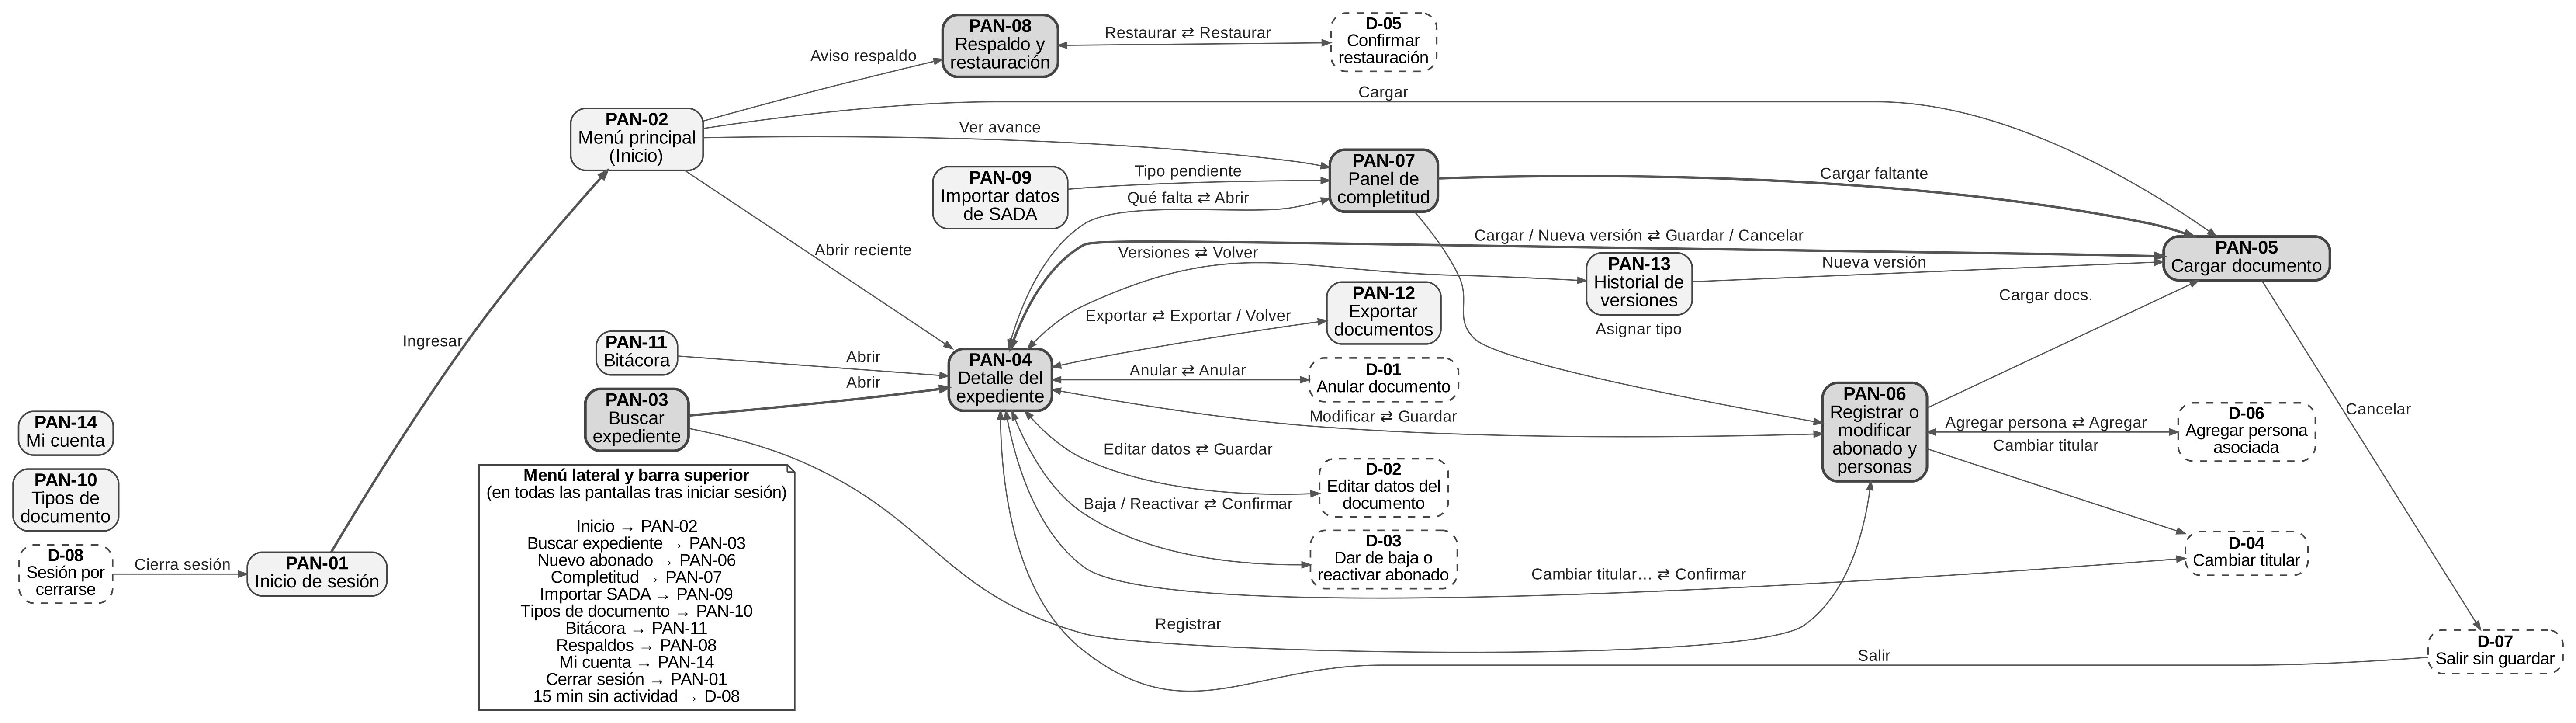 PAN-08
Respaldo y
restauración
Restaurar ⇄ Restaurar
D-05
Confirmar
restauración
Aviso respaldo
Cargar
PAN-02
Menú principal
(Inicio)
Ver avance
PAN-09
Importar datos
de SADA
Tipo pendiente
Qué falta ⇄ Abrir
PAN-07
Panel de
completitud
Cargar faltante
Abrir reciente
Cargar / Nueva versión ⇄ Guardar / Cancelar
Versiones ⇄ Volver
PAN-13
Historial de
versiones
Nueva versión
PAN-05
Cargar documento
Asignar tipo
Cargar docs.
PAN-12
Exportar
documentos
Exportar ⇄ Exportar / Volver
Ingresar
PAN-11
Bitácora
Abrir
PAN-03
Buscar
expediente
Abrir
PAN-04
Detalle del
expediente
Anular ⇄ Anular
D-01
Anular documento
Modificar ⇄ Guardar
PAN-06
Registrar o
modificar
abonado y
personas
Agregar persona ⇄ Agregar
Cambiar titular
D-06
Agregar persona
asociada
Cancelar
PAN-14
Mi cuenta
PAN-10
Tipos de
documento
D-08
Sesión por
cerrarse
Cierra sesión
PAN-01
Inicio de sesión
Menú lateral y barra superior
(en todas las pantallas tras iniciar sesión)
Inicio → PAN-02
Buscar expediente → PAN-03
Nuevo abonado → PAN-06
Completitud → PAN-07
Importar SADA → PAN-09
Tipos de documento → PAN-10
Bitácora → PAN-11
Respaldos → PAN-08
Mi cuenta → PAN-14
Cerrar sesión → PAN-01
15 min sin actividad → D-08
Editar datos ⇄ Guardar
D-02
Editar datos del
documento
Baja / Reactivar ⇄ Confirmar
D-03
Dar de baja o
reactivar abonado
Cambiar titular… ⇄ Confirmar
D-04
Cambiar titular
Registrar
Salir
D-07
Salir sin guardar